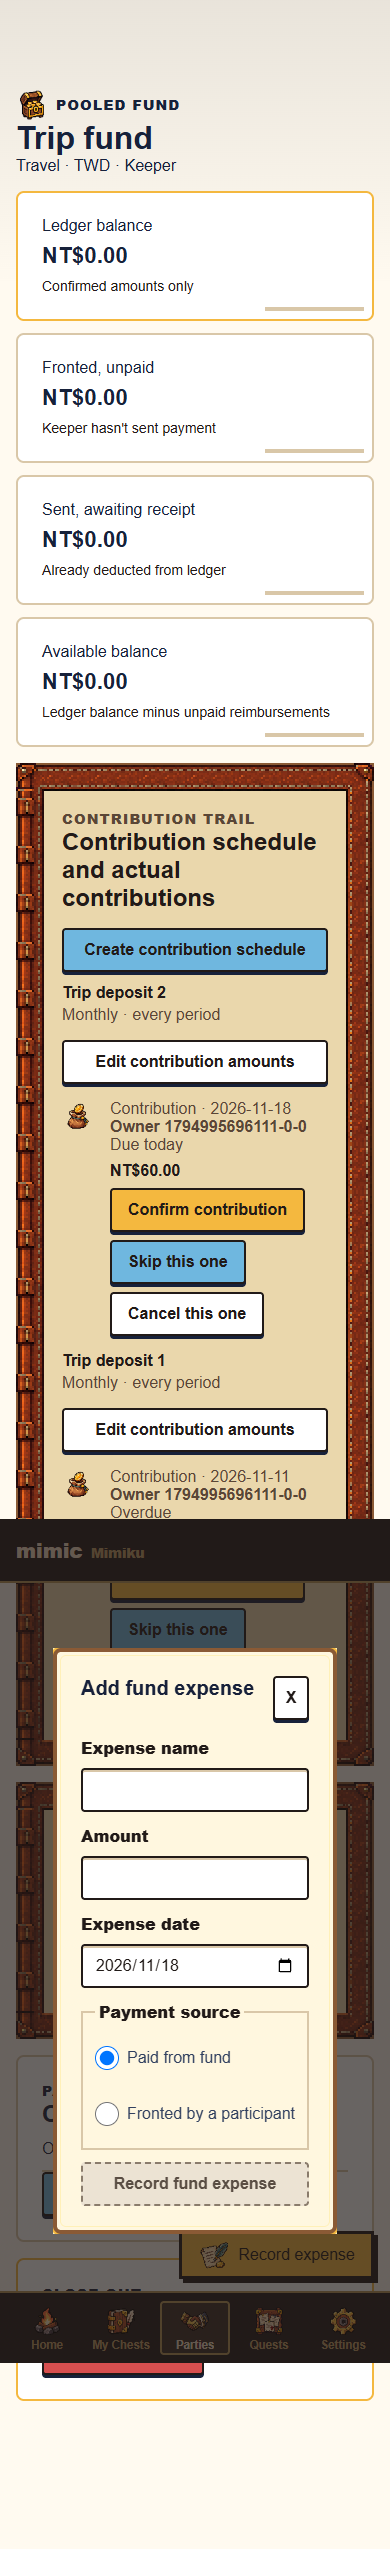 POOLED FUND
Trip fund
Travel · TWD · Keeper
Ledger balance
NT$0.00
Confirmed amounts only
Fronted, unpaid
NT$0.00
Keeper hasn't sent payment
Sent, awaiting receipt
NT$0.00
Already deducted from ledger
Available balance
NT$0.00
Ledger balance minus unpaid reimbursements
CONTRIBUTION TRAIL
Contribution schedule
and actual
contributions
Create contribution schedule
Trip deposit 2
Monthly · every period
Edit contribution amounts
Contribution · 2026-11-18
Owner 1794995696111-0-0
Due today
NT$60.00
Confirm contribution
Skip this one
Cancel this one
Trip deposit 1
Monthly · every period
Edit contribution amounts
Contribution · 2026-11-11
Owner 1794995696111-0-0
Overdue
mimic Mimiku
Skip this one
Add fund expense
X
Expense name
Amount
Expense date
2026/11/18
Payment source
Paid from fund
Fronted by a participant
Record fund expense
Record expense
Home
My Chests
Parties
Quests
Settings